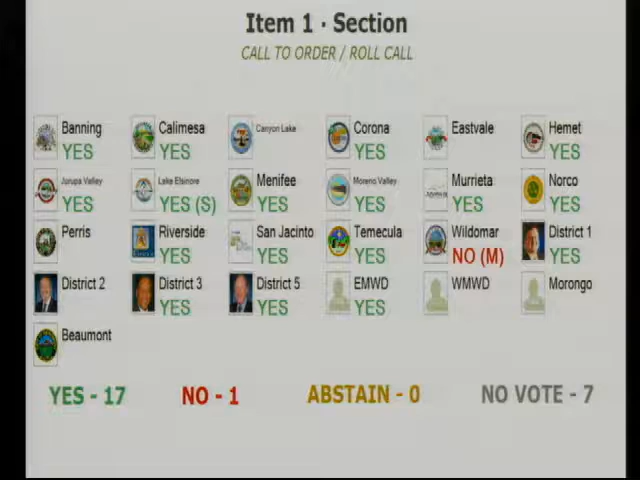 Item 1 · Section
CALL TO ORDER / ROLL CALL
Banning Calimesa Canyon Lake Corona Eastvale Hemet
YES YES YES YES
Jurupa Valley Lake Elsinore Menifee Moreno Valley Murrieta Norco
YES YES (S) YES YES YES YES
Perris Riverside San Jacinto Temecula Wildomar District 1
YES YES YES NO (M) YES
District 2 District 3 District 5 EMWD WMWD Morongo
YES YES YES
Beaumont
YES - 17 NO - 1 ABSTAIN - 0 NO VOTE - 7